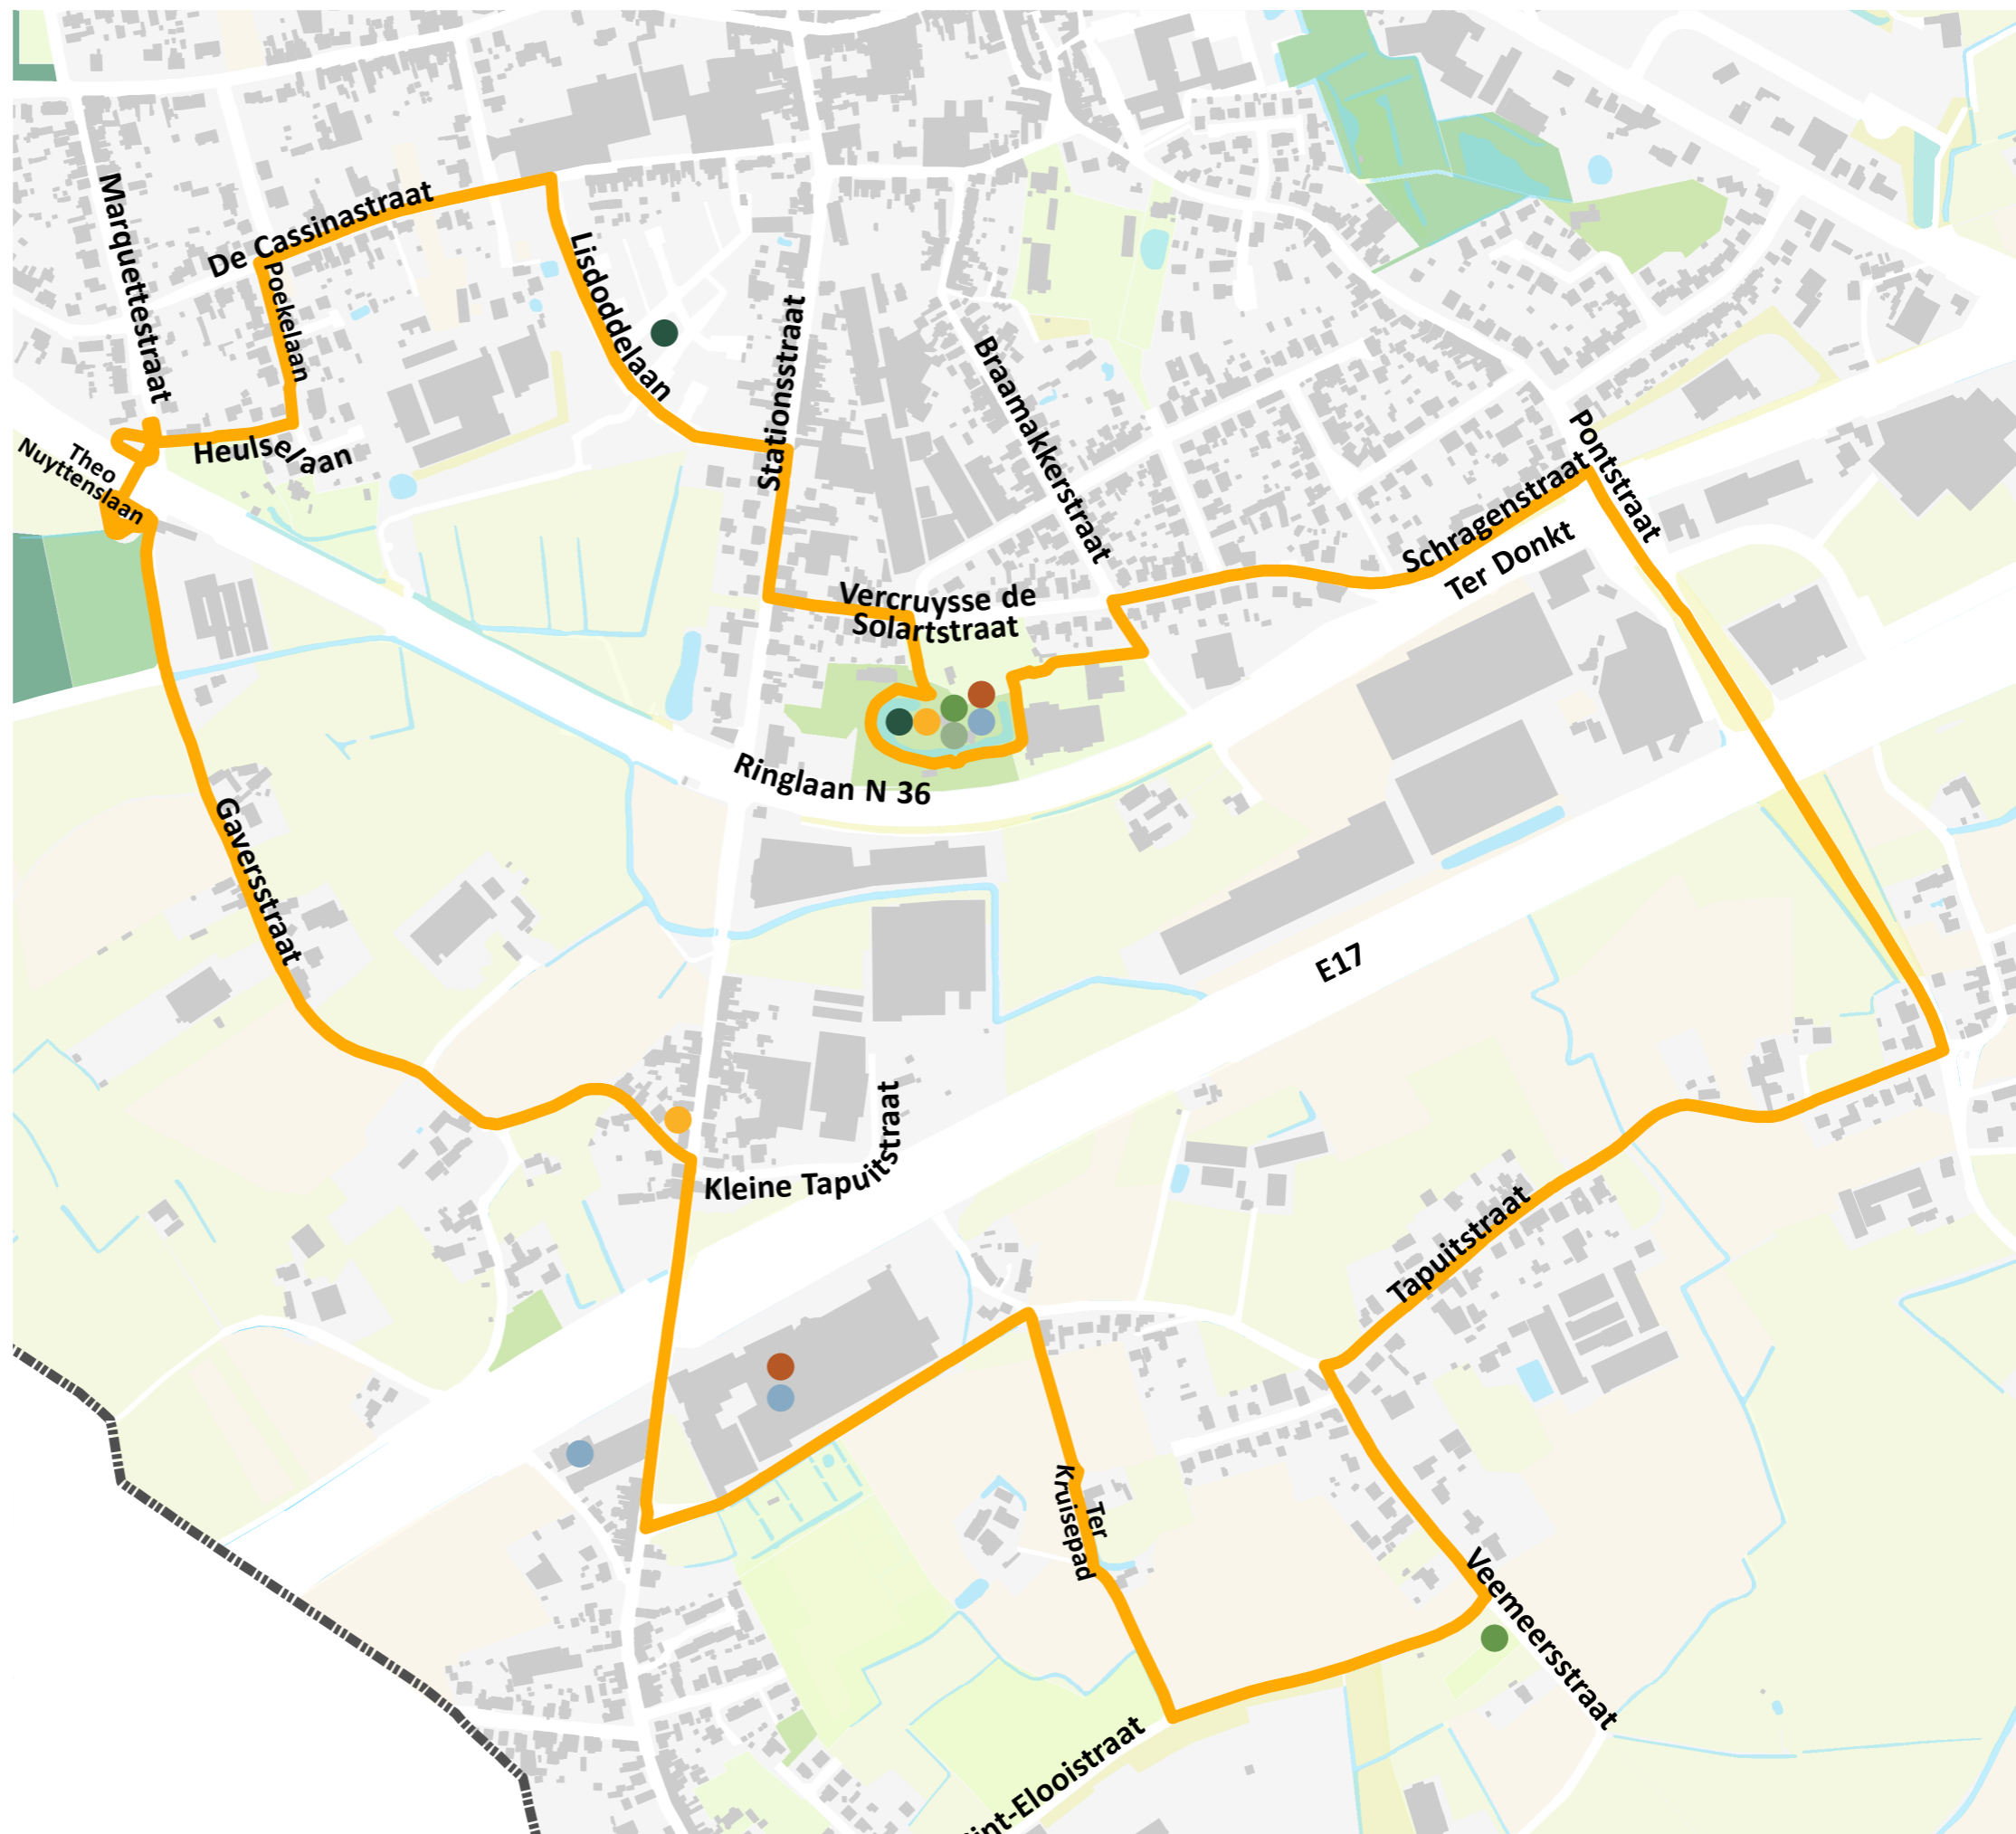 Marquettestraat
De Cassinastraat
Poekelaan
Lisdoddelaan
Stationsstraat
Braamakkerstraat
Heulselaan
Theo
Nuyttenslaan
Pontstraat
Schragenstraat
Ter Donkt
Vercruysse de
Solartstraat
Ringlaan N 36
Gaversstraat
E17
Kleine Tapuitstraat
Tapuitstraat
Ter
Kruisepad
Veemeersstraat
int-Elooistraat